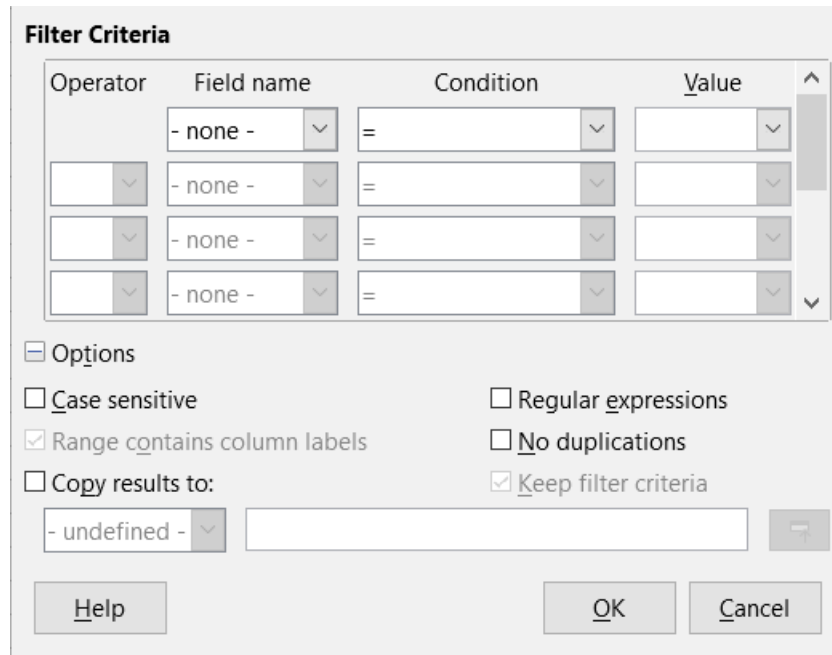 Filter Criteria
Operator Field name Condition Value
- none - =
- none - =
- none - =
- none - =
Options
Case sensitive Regular expressions
Range contains column labels No duplications
Copy results to: Keep filter criteria
- undefined -
Help OK Cancel